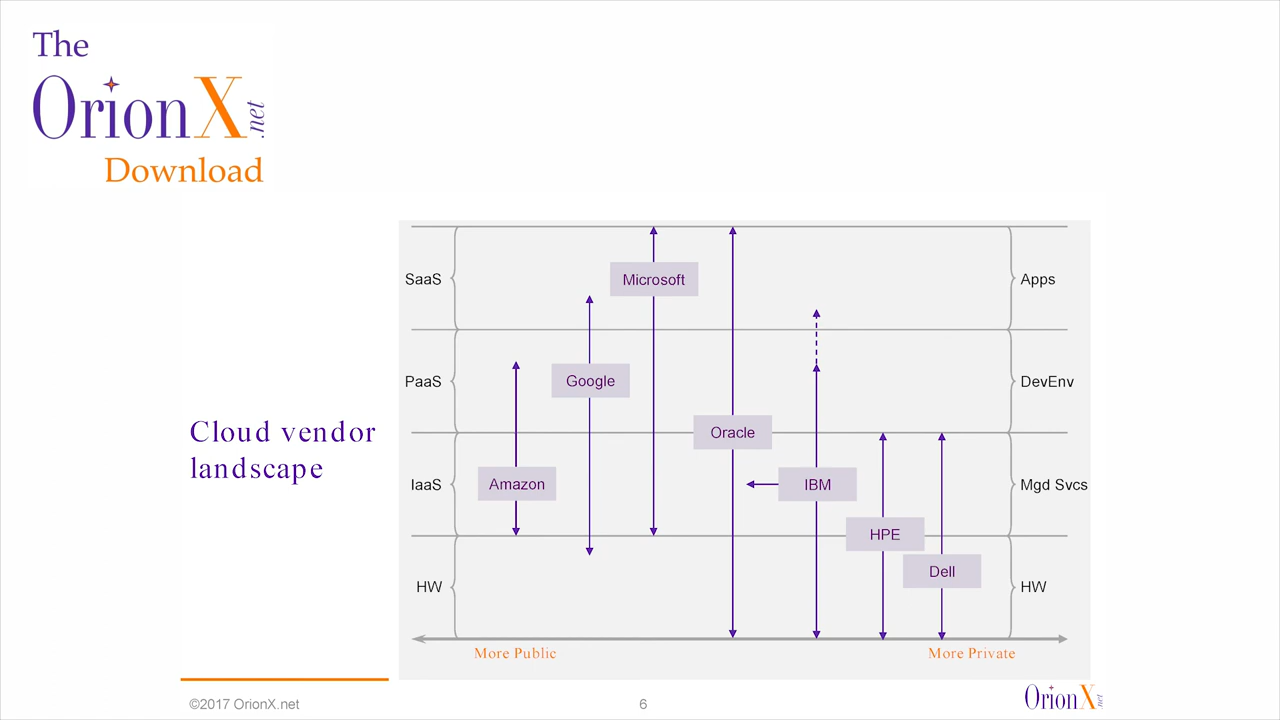 The
OrionX.net
Download
Cloud vendor
landscape
SaaS
Microsoft
Apps
PaaS
Google
DevEnv
Oracle
IaaS
Amazon
IBM
Mgd Svcs
HPE
Dell
HW
HW
More Public
More Private
©2017 OrionX.net
6
OrionX.net